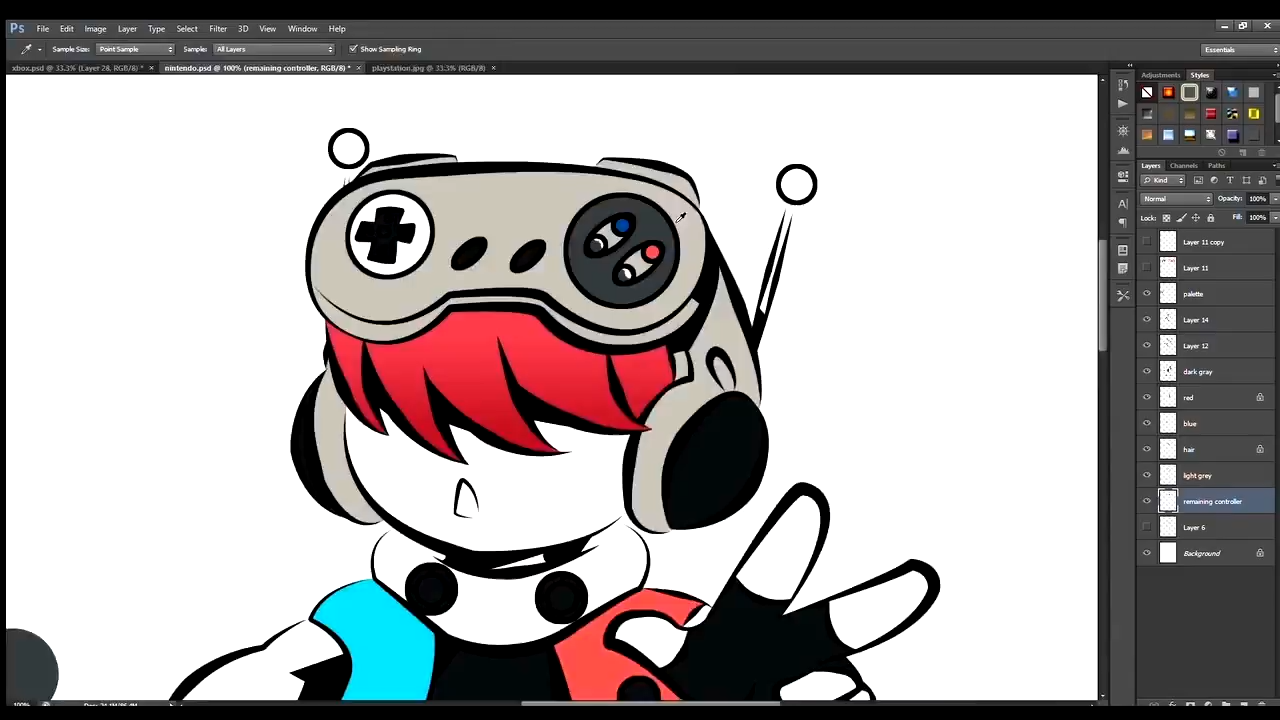 Ps File Edit Image Layer Type Select Filter 3D View Window Help
Sample Size: Point Sample Sample: All Layers Show Sampling Ring Essentials
xbox.psd @ 33.3% (Layer 28, RGB/8) * × nintendo.psd @ 100% (remaining controller, RGB/8) * × playstation.jpg @ 33.3% (RGB/8) ×
Adjustments Styles
Layers Channels Paths
Kind
Normal Opacity: 100%
Lock: Fill: 100%
Layer 11 copy
Layer 11
palette
Layer 14
Layer 12
dark gray
red
blue
hair
light grey
remaining controller
Layer 6
Background
100%